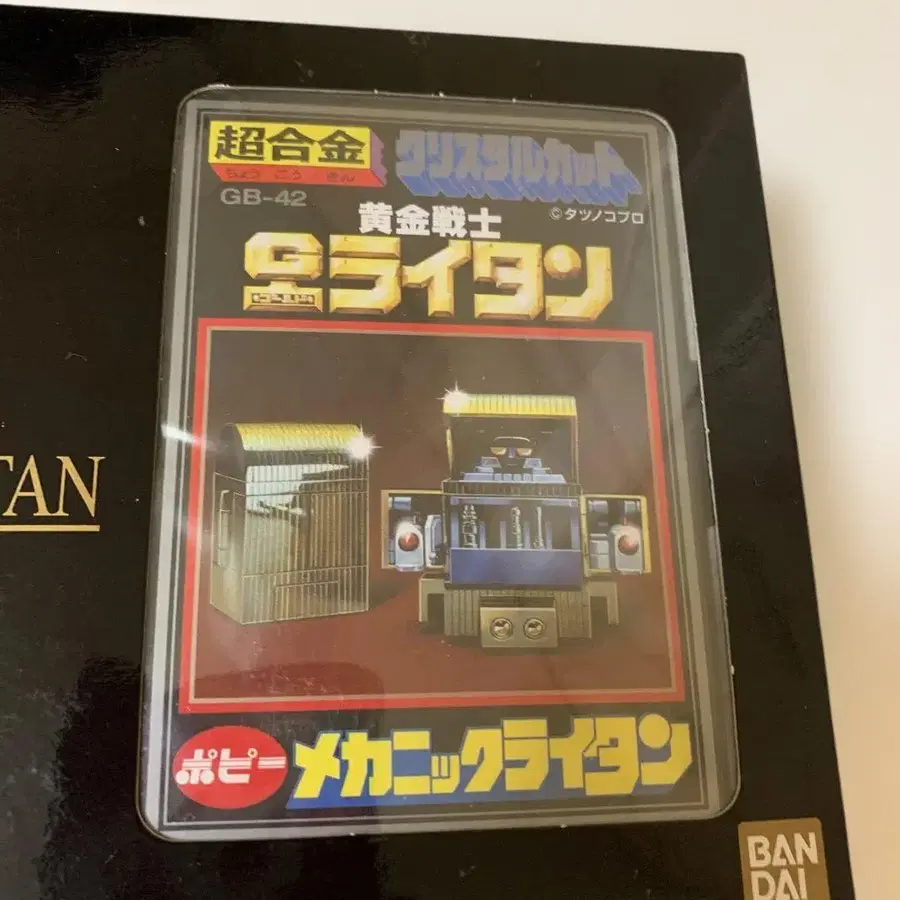 超合金
ちょう ごう きん
クリスタルカット
GB-42
©タツノコプロ
黄金戦士
Gライタン
ゴールド
TAN
ポピー
メカニックライタン
BAN
DAI